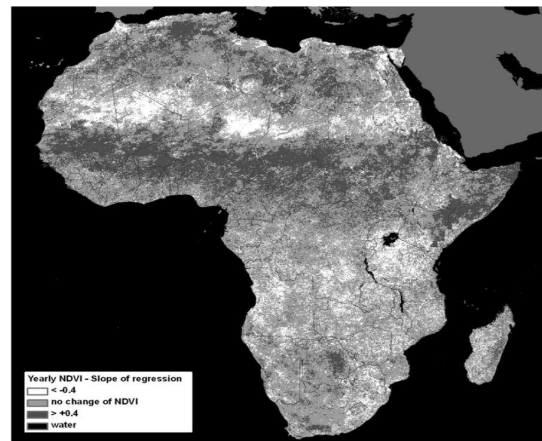 Yearly NDVI - Slope of regression
< -0.4
no change of NDVI
> +0.4
water